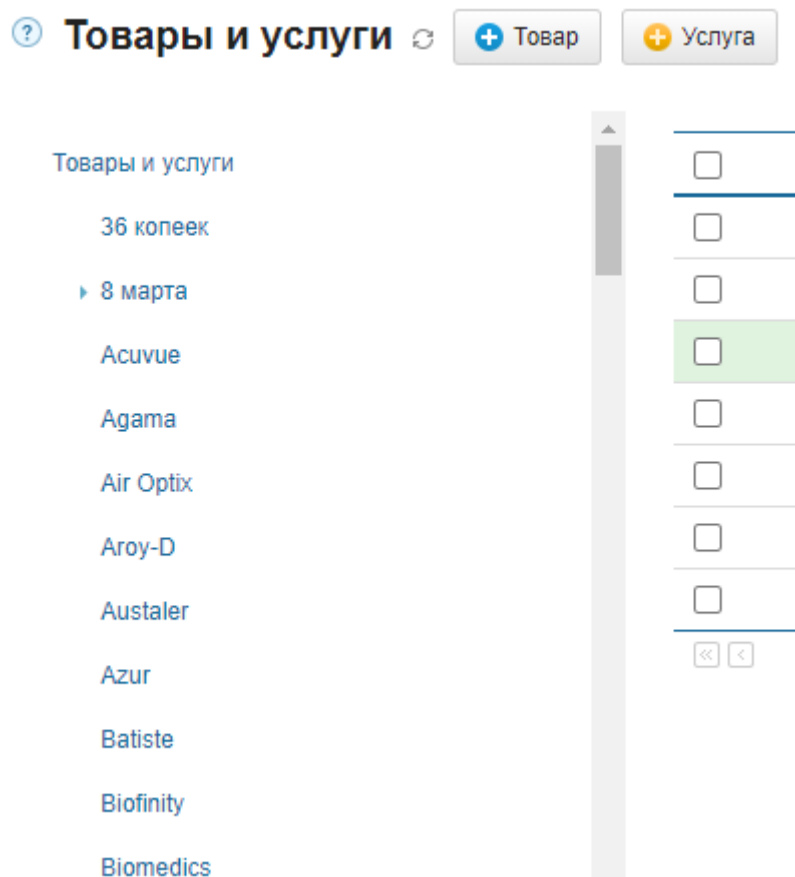 Товары и услуги
Товар
Услуга
Товары и услуги
36 копеек
8 марта
Acuvue
Agama
Air Optix
Aroy-D
Austaler
Azur
Batiste
Biofinity
Biomedics